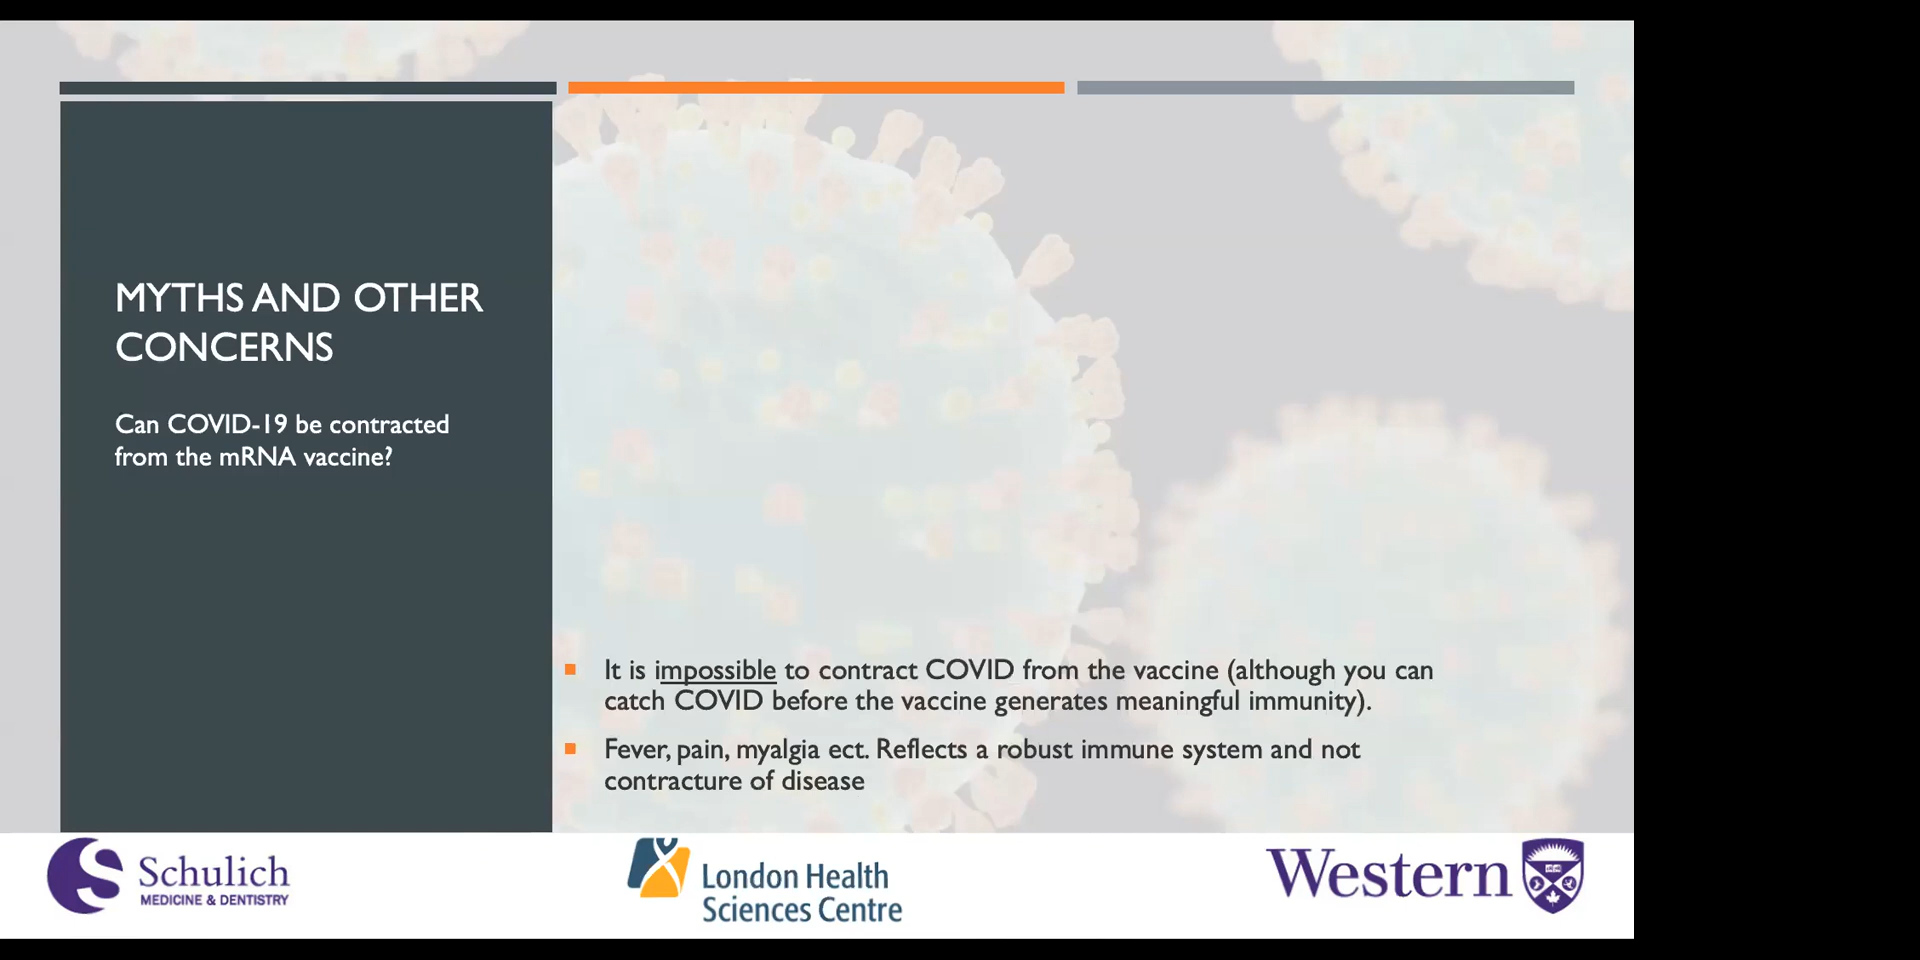 MYTHS AND OTHER
CONCERNS
Can COVID-19 be contracted
from the mRNA vaccine?
It is impossible to contract COVID from the vaccine (although you can
catch COVID before the vaccine generates meaningful immunity).
Fever, pain, myalgia ect. Reflects a robust immune system and not
contracture of disease
Schulich
MEDICINE & DENTISTRY
London Health
Sciences Centre
Western